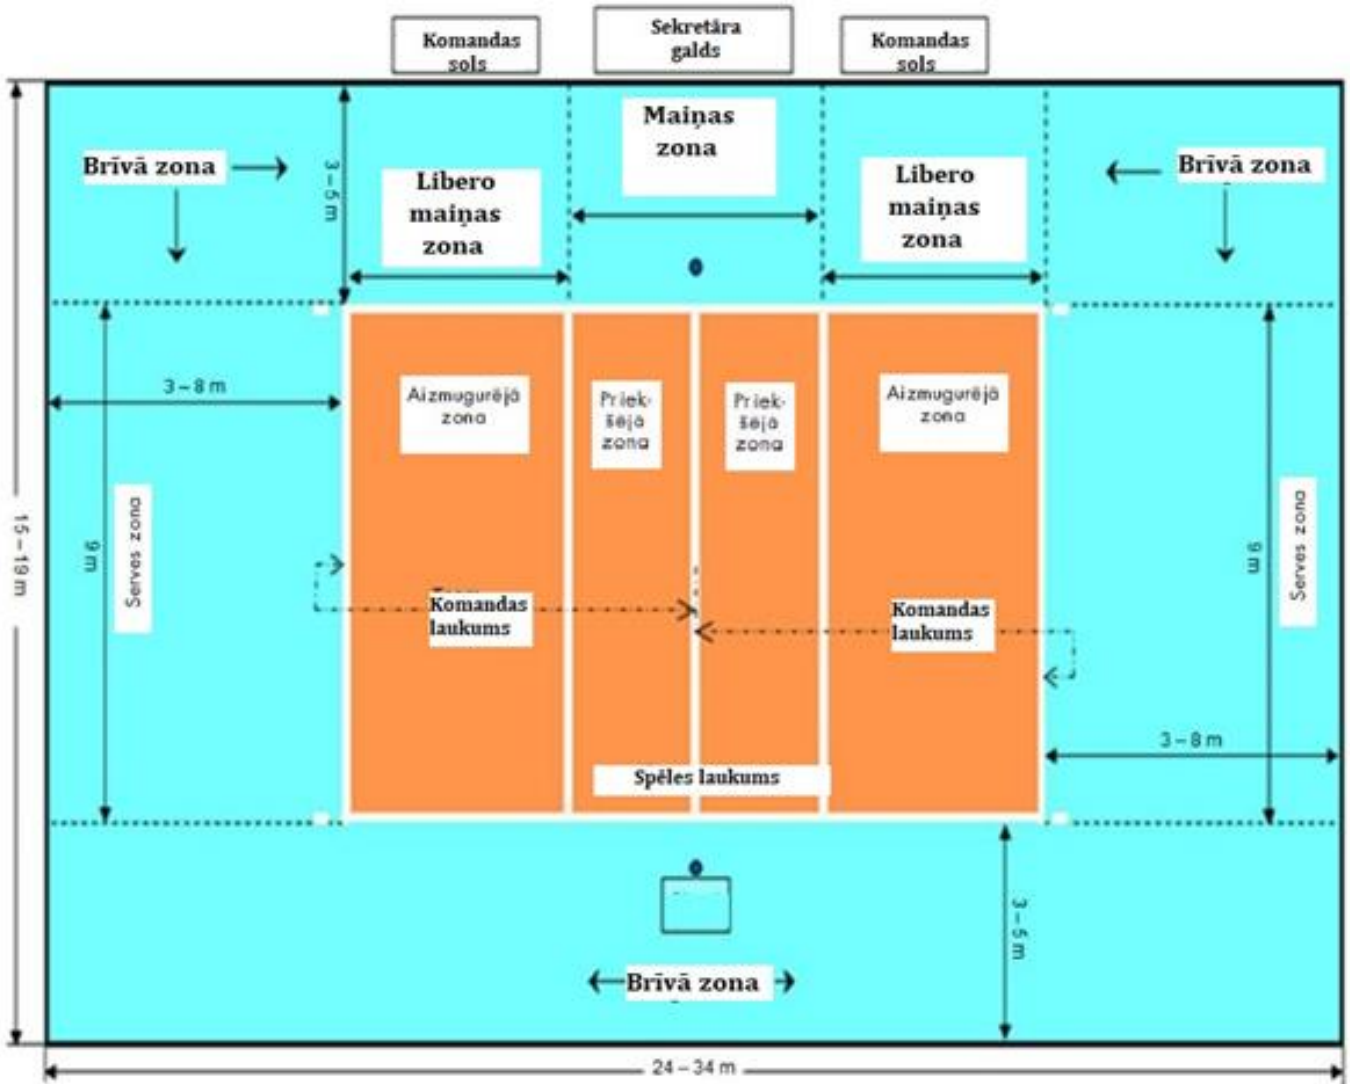 Komandas
sols
Sekretāra
galds
Komandas
sols
Maiņas
zona
Brīvā zona
3 – 5 m
Libero
maiņas
zona
Libero
maiņas
zona
Brīvā zona
3 – 8 m
Aizmugurējā
zona
Priek-
šējā
zona
Priek-
šējā
zona
Aizmugurējā
zona
15 – 19 m
9 m
Serves zona
Komandas
laukums
Komandas
laukums
9 m
Serves zona
3 – 8 m
Spēles laukums
3 – 5 m
Brīvā zona
24 – 34 m